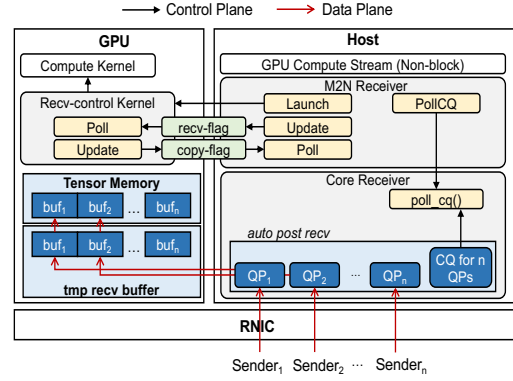 Control Plane
Data Plane
GPU
Host
Compute Kernel
GPU Compute Stream (Non-block)
M2N Receiver
Recv-control Kernel
Launch
PollCQ
Poll
recv-flag
Update
Update
copy-flag
Poll
Tensor Memory
buf₁ buf₂ ... bufₙ
buf₁ buf₂ ... bufₙ
tmp recv buffer
Core Receiver
poll_cq()
auto post recv
QP₁ QP₂ ... QPₙ
CQ for n
QPs
RNIC
Sender₁ Sender₂ ... Senderₙ